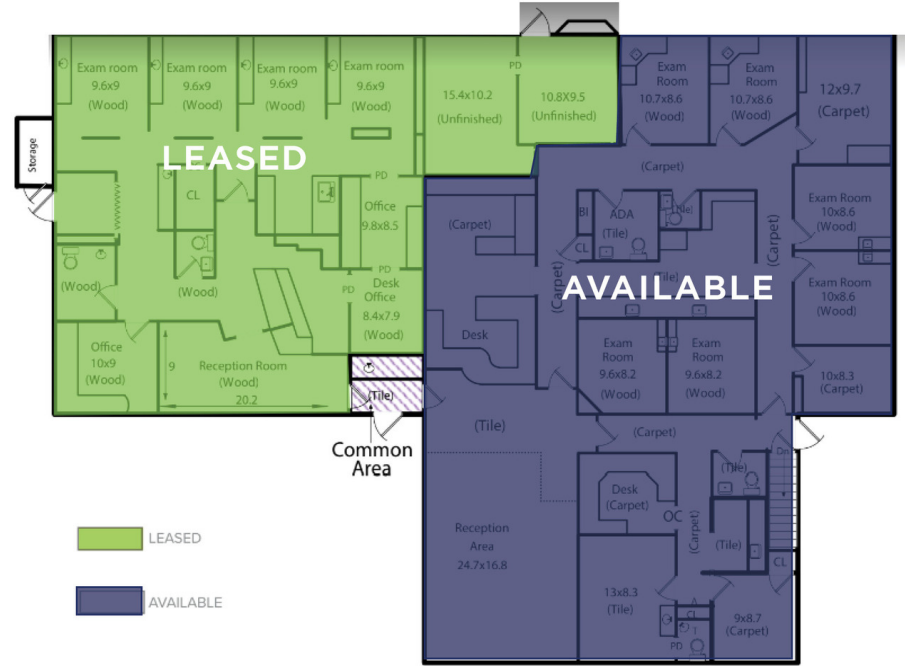 Exam room
9.6x9
(Wood)
Exam room
9.6x9
(Wood)
Exam room
9.6x9
(Wood)
Exam room
9.6x9
(Wood)
PD
15.4x10.2
(Unfinished)
10.8X9.5
(Unfinished)
Exam
Room
10.7x8.6
(Wood)
Exam
Room
10.7x8.6
(Wood)
12x9.7
(Carpet)
Storage
LEASED
CL
PD
Office
9.8x8.5
(Carpet)
(Carpet)
BI
ADA
(Tile)
(Tile)
CL
(Carpet)
Exam Room
10x8.6
(Wood)
(Wood)
(Wood)
PD
PD
Desk
Office
8.4x7.9
(Wood)
(Carpet)
(Tile)
AVAILABLE
Exam Room
10x8.6
(Wood)
Desk
Office
10x9
(Wood)
9
Reception Room
(Wood)
20.2
(Tile)
Exam
Room
9.6x8.2
(Wood)
Exam
Room
9.6x8.2
(Wood)
10x8.3
(Carpet)
Common
Area
(Tile)
(Carpet)
Dn
(Tile)
Desk
(Carpet)
OC
(Carpet)
(Tile)
CL
Reception
Area
24.7x16.8
13x8.3
(Tile)
A
CL
T
PD
9x8.7
(Carpet)
LEASED
AVAILABLE